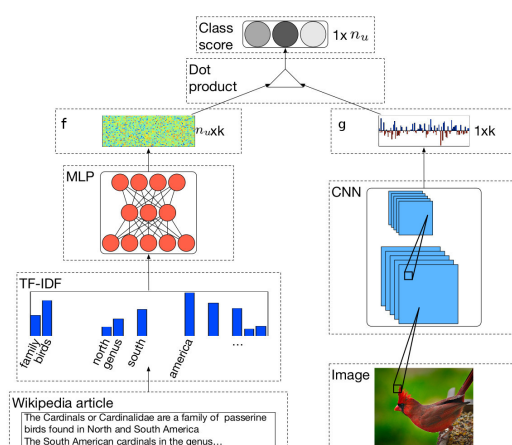 Class
score
1x nᵤ
Dot
product
f
nᵤxk
g
1xk
MLP
CNN
TF-IDF
family
birds
north
genus
south
america
...
Wikipedia article
The Cardinals or Cardinalidae are a family of passerine
birds found in North and South America
The South American cardinals in the genus...
Image